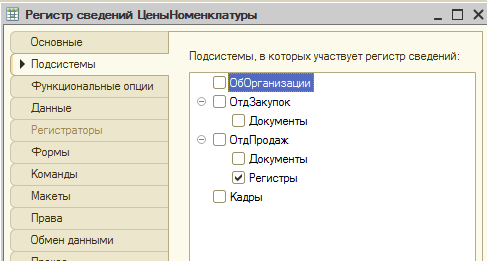 Регистр сведений ЦеныНоменклатуры
Основные
Подсистемы
Функциональные опции
Данные
Регистраторы
Формы
Команды
Макеты
Права
Обмен данными
Подсистемы, в которых участвует регистр сведений:
ОбОрганизации
ОтдЗакупок
Документы
ОтдПродаж
Документы
Регистры
Кадры